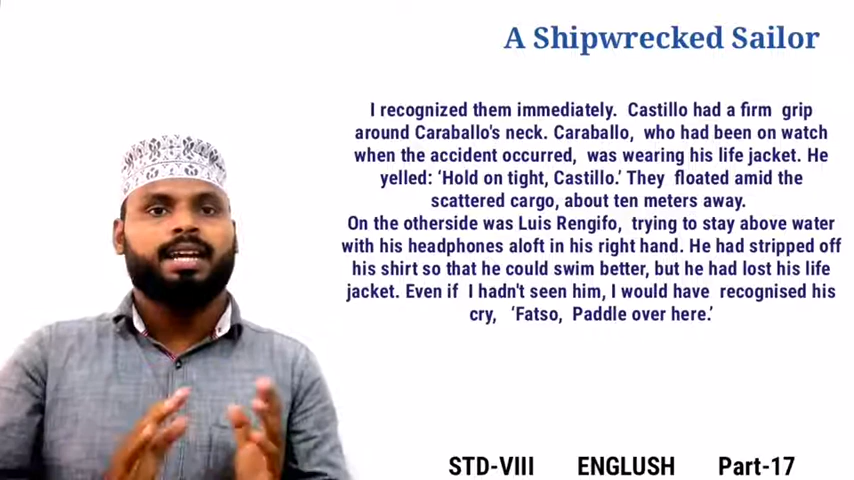 A Shipwrecked Sailor
I recognized them immediately. Castillo had a firm grip
around Caraballo's neck. Caraballo, who had been on watch
when the accident occurred, was wearing his life jacket. He
yelled: ‘Hold on tight, Castillo.’ They floated amid the
scattered cargo, about ten meters away.
On the otherside was Luis Rengifo, trying to stay above water
with his headphones aloft in his right hand. He had stripped off
his shirt so that he could swim better, but he had lost his life
jacket. Even if I hadn't seen him, I would have recognised his
cry, ‘Fatso, Paddle over here.’
STD-VIII ENGLUSH Part-17